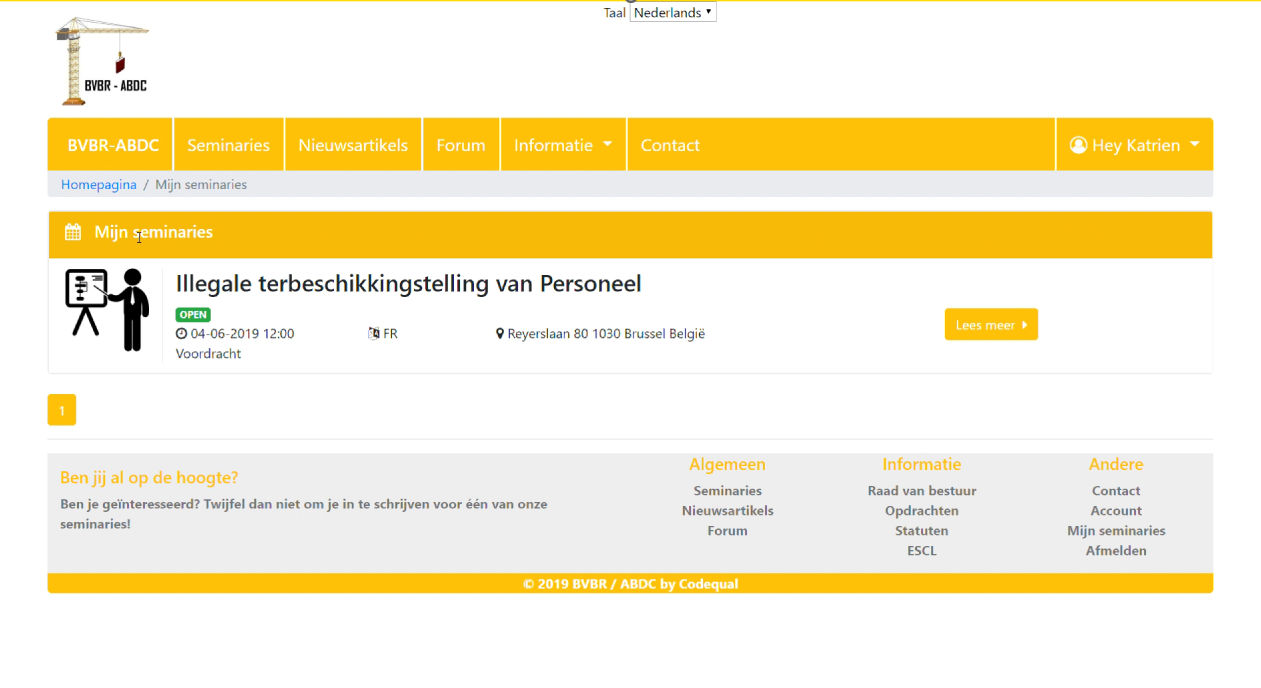 Taal Nederlands
BVBR - ABDC
BVBR-ABDC Seminaries Nieuwsartikels Forum Informatie Contact Hey Katrien
Homepagina / Mijn seminaries
Mijn seminaries
Illegale terbeschikkingstelling van Personeel
OPEN
04-06-2019 12:00 FR Reyerslaan 80 1030 Brussel België
Voordracht
Lees meer
1
Ben jij al op de hoogte?
Ben je geïnteresseerd? Twijfel dan niet om je in te schrijven voor één van onze
seminaries!
Algemeen
Seminaries
Nieuwsartikels
Forum
Informatie
Raad van bestuur
Opdrachten
Statuten
ESCL
Andere
Contact
Account
Mijn seminaries
Afmelden
© 2019 BVBR / ABDC by Codequal